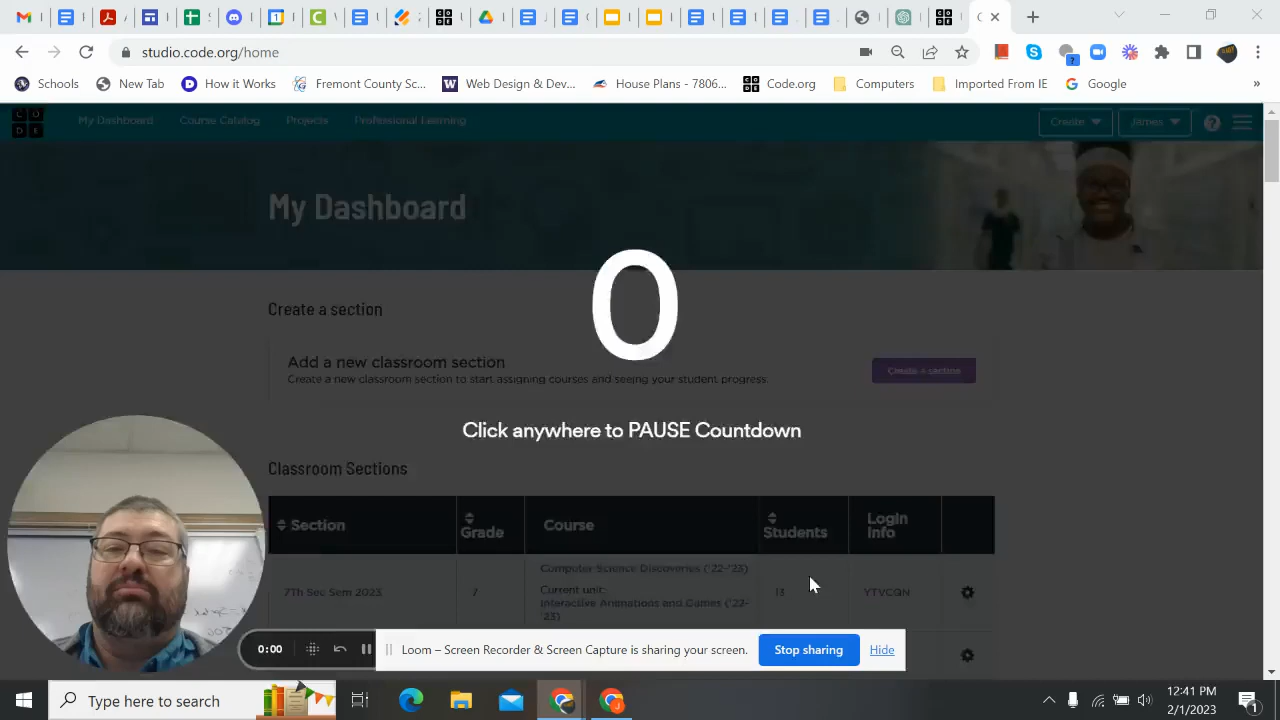 studio.code.org/home
Schools
New Tab
How it Works
Fremont County Sc...
Web Design & Dev...
House Plans - 7806...
Code.org
Computers
Imported From IE
Google
»
CODE
My Dashboard
Course Catalog
Projects
Professional Learning
Create
James
?
My Dashboard
0
Create a section
Add a new classroom section
Create a new classroom section to start assigning courses and seeing your student progress.
Create a section
Click anywhere to PAUSE Countdown
Classroom Sections
Section
Grade
Course
Students
Login
Info
7Th Sec Sem 2023
7
Computer Science Discoveries ('22-'23)
Current unit:
Interactive Animations and Games ('22-
'23)
13
YTVCQN
0:00
Loom – Screen Recorder & Screen Capture is sharing your screen.
Stop sharing
Hide
Type here to search
12:41 PM
2/1/2023
1